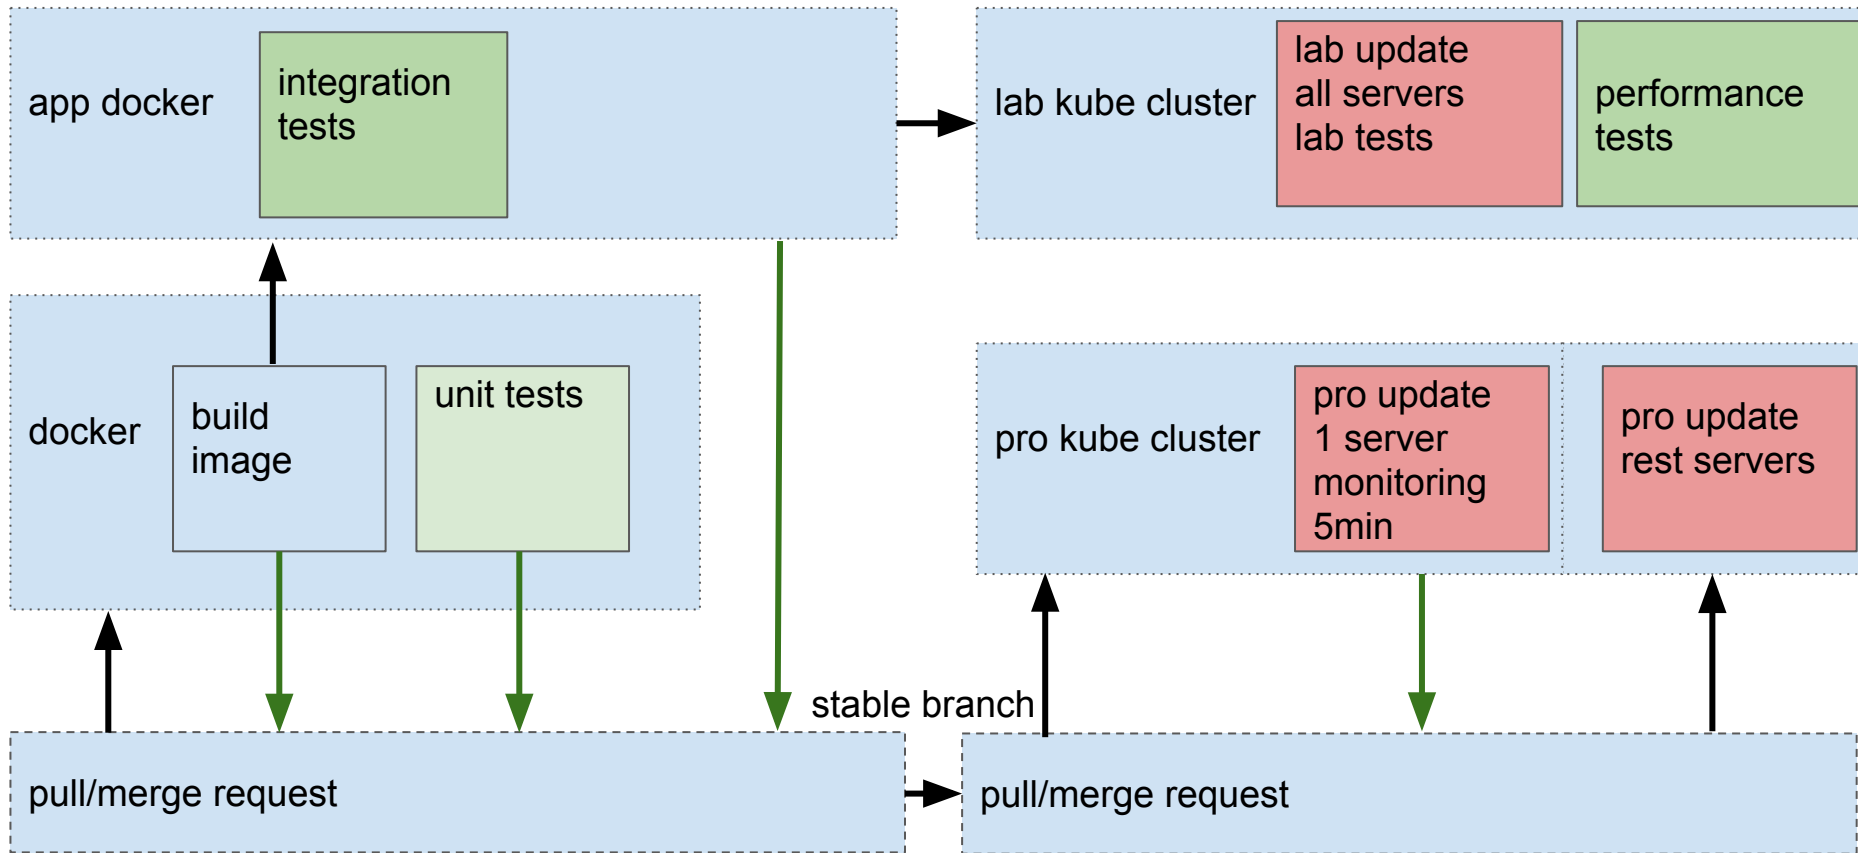 app docker
integration
tests
lab kube cluster
lab update
all servers
lab tests
performance
tests
docker
build
image
unit tests
pro kube cluster
pro update
1 server
monitoring
5min
pro update
rest servers
stable branch
pull/merge request
pull/merge request